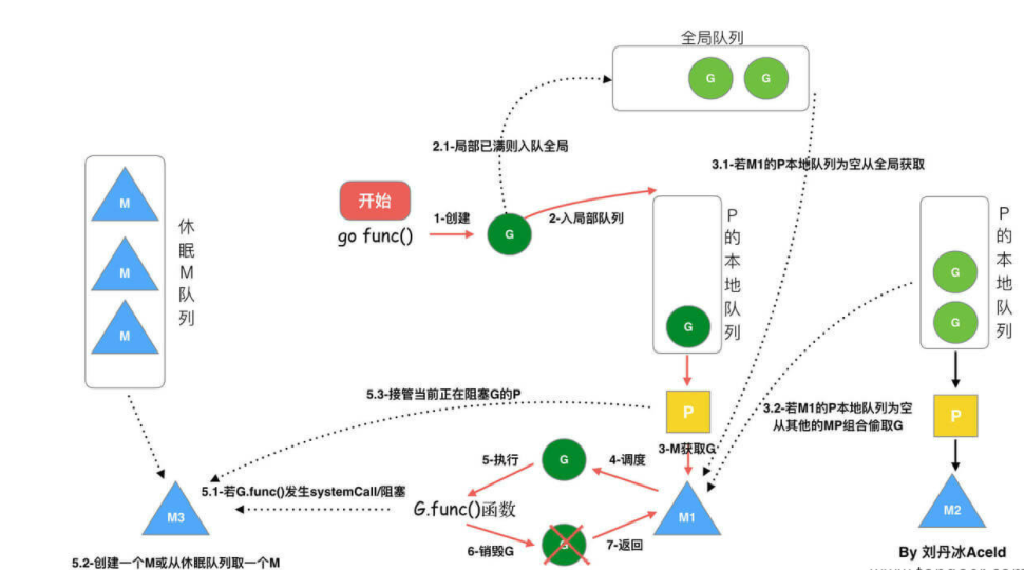 全局队列
G
G
2.1-局部已满则入队全局
3.1-若M1的P本地队列为空从全局获取
M
M
M
休眠M队列
开始
go func()
1-创建
G
2-入局部队列
G
P的本地队列
G
G
P的本地队列
5.3-接管当前正在阻塞G的P
P
3.2-若M1的P本地队列为空
从其他的MP组合偷取G
P
3-M获取G
5-执行
G
4-调度
5.1-若G.func()发生systemCall/阻塞
G.func()函数
M3
M1
M2
6-销毁G
G
7-返回
5.2-创建一个M或从休眠队列取一个M
By 刘丹冰Aceld